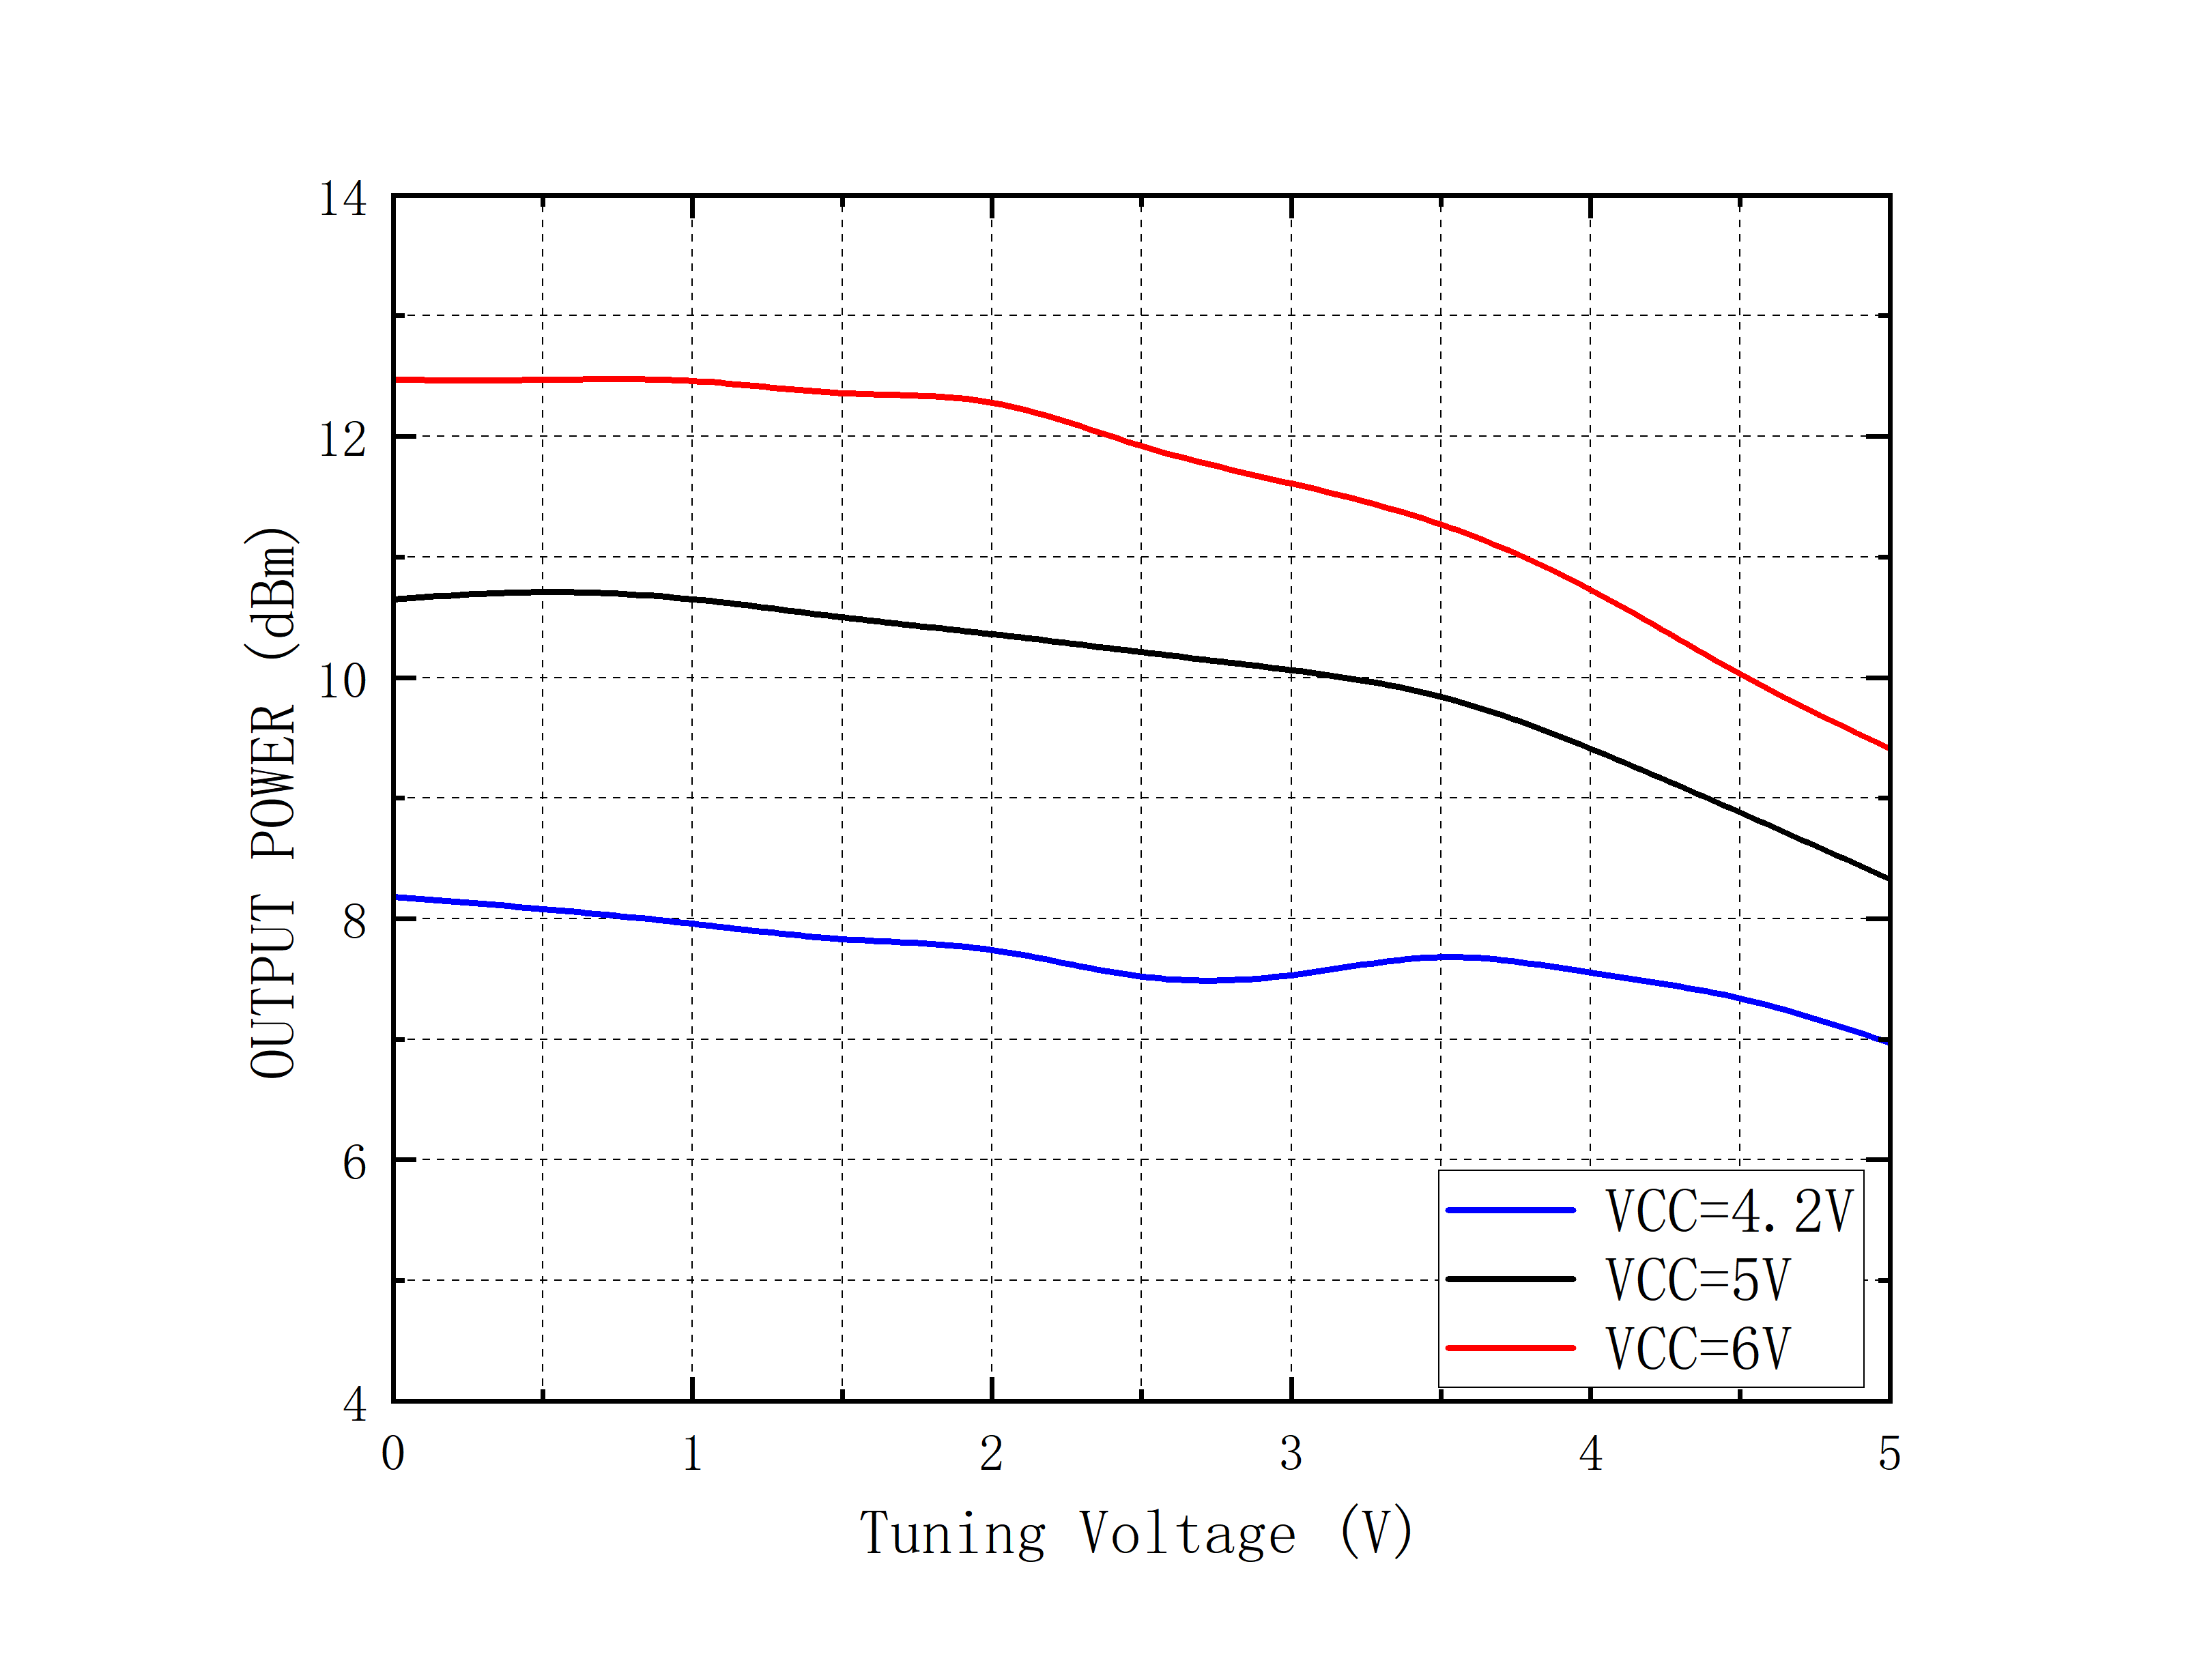 14
12
10
8
6
4
OUTPUT POWER (dBm)
VCC=4.2V
VCC=5V
VCC=6V
0 1 2 3 4 5
Tuning Voltage (V)